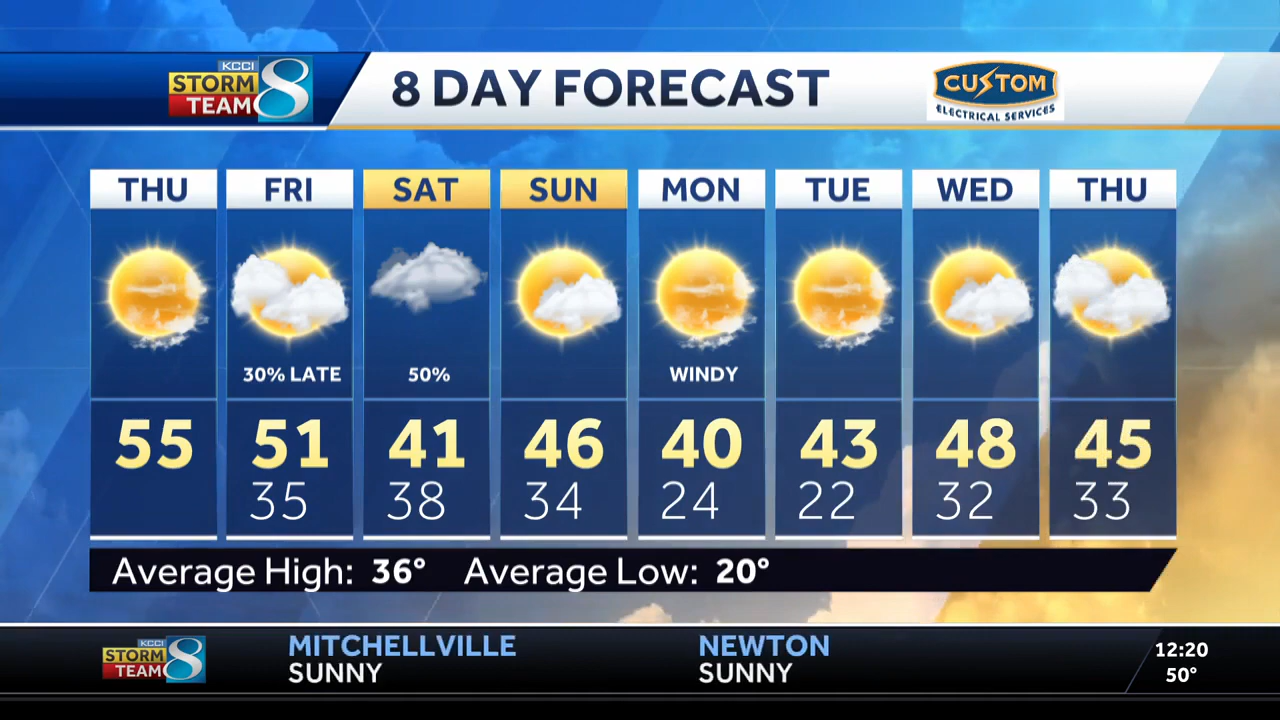 KCCI
STORM
TEAM 8
8 DAY FORECAST
CUSTOM
ELECTRICAL SERVICES
THU FRI SAT SUN MON TUE WED THU
30% LATE 50% WINDY
55 51 41 46 40 43 48 45
35 38 34 24 22 32 33
Average High: 36° Average Low: 20°
KCCI
STORM
TEAM 8
MITCHELLVILLE NEWTON 12:20
SUNNY SUNNY 50°